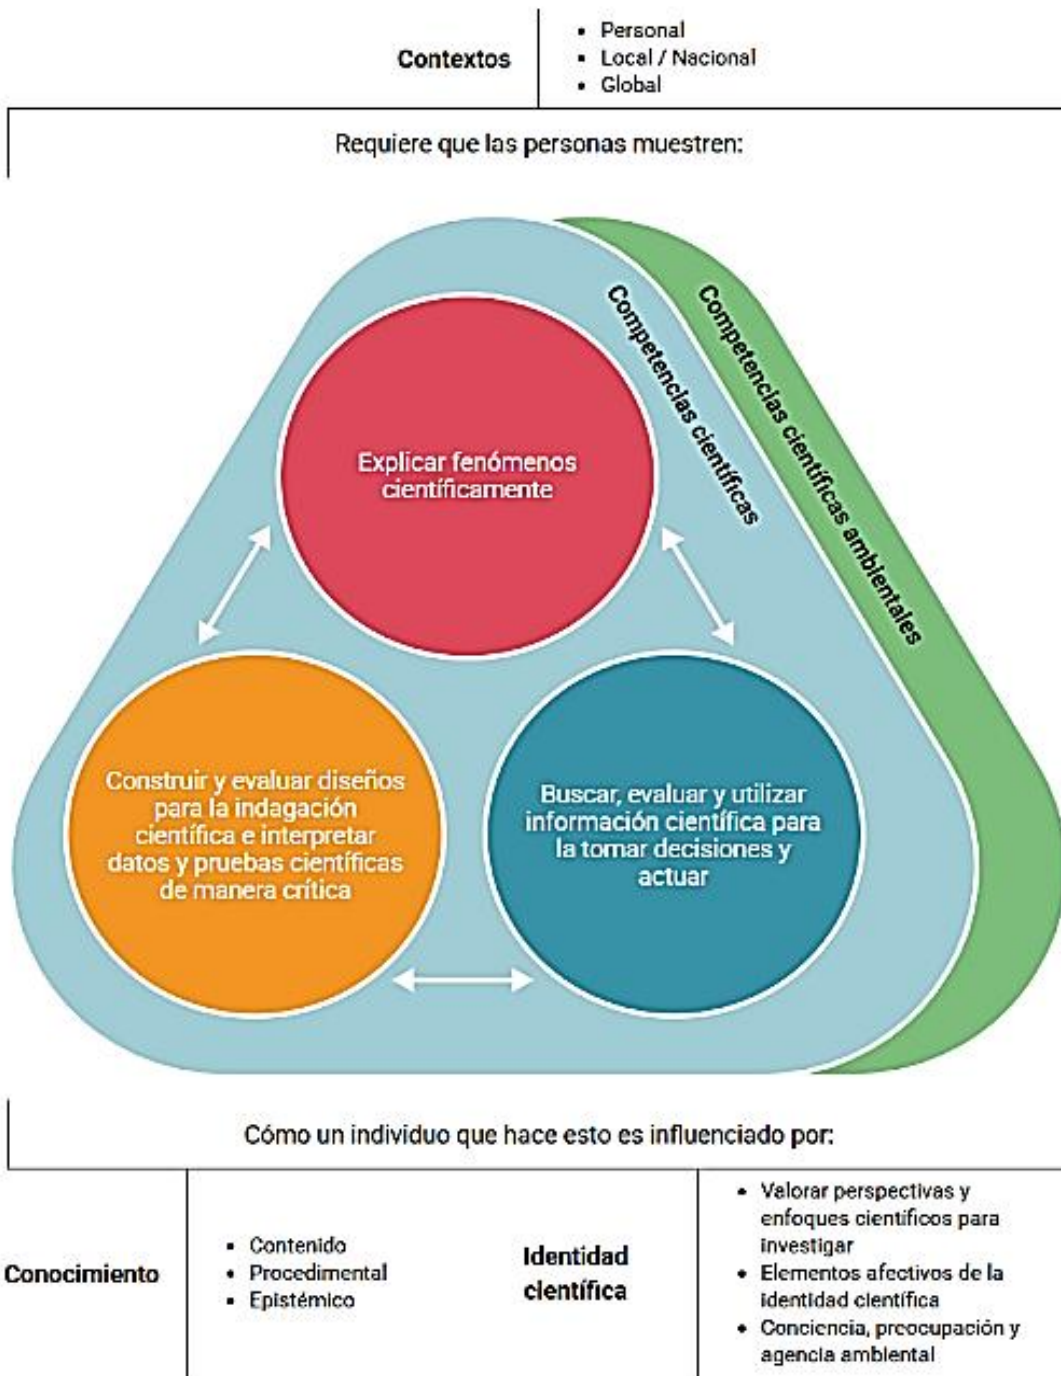 Contextos
• Personal
• Local / Nacional
• Global
Requiere que las personas muestren:
Competencias científicas
Competencias científicas ambientales
Explicar fenómenos
científicamente
Construir y evaluar diseños
para la indagación
científica e interpretar
datos y pruebas científicas
de manera crítica
Buscar, evaluar y utilizar
información científica para
la tomar decisiones y
actuar
Cómo un individuo que hace esto es influenciado por:
Conocimiento
• Contenido
• Procedimental
• Epistémico
Identidad
científica
• Valorar perspectivas y
enfoques científicos para
investigar
• Elementos afectivos de la
identidad científica
• Conciencia, preocupación y
agencia ambiental